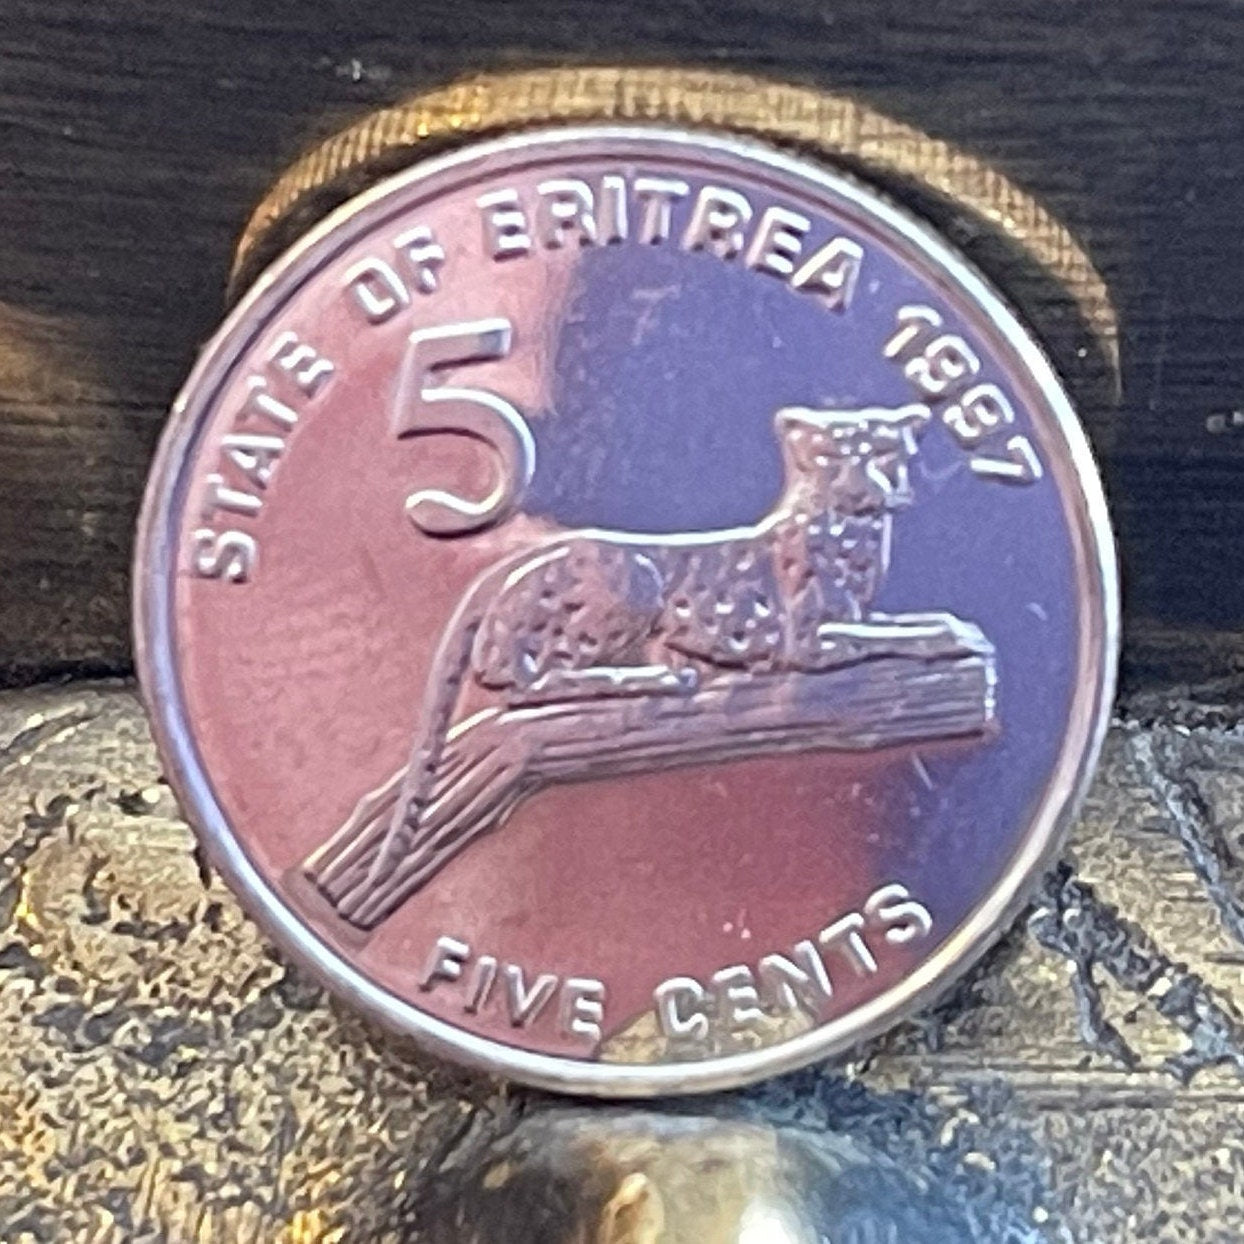 STATE OF ERITREA 1997
5
FIVE CENTS